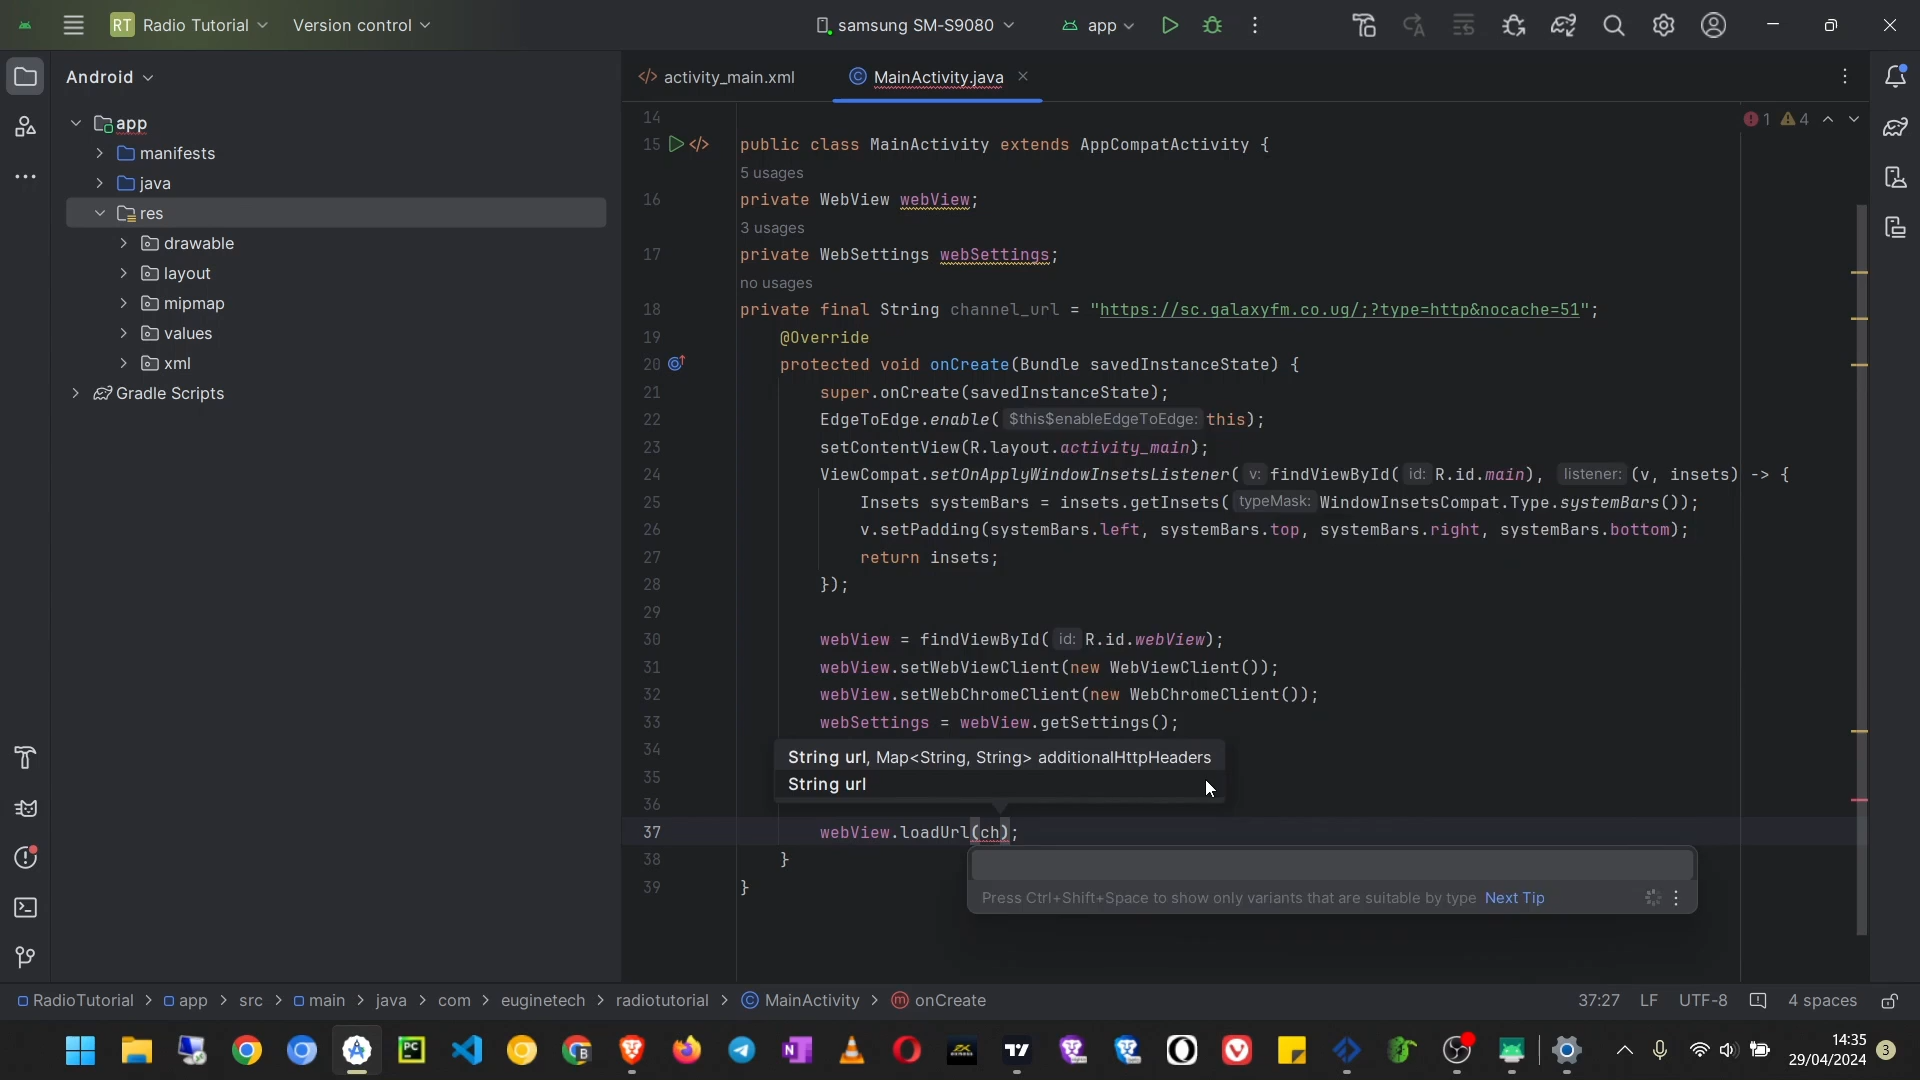 RT Radio Tutorial Version control samsung SM-S9080 app
Android
activity_main.xml MainActivity.java
app
manifests
java
res
drawable
layout
mipmap
values
xml
Gradle Scripts
1 4
14
15 public class MainActivity extends AppCompatActivity {
5 usages
16 private WebView webView;
3 usages
17 private WebSettings webSettings;
no usages
18 private final String channel_url = "https://sc.galaxyfm.co.ug/;?type=http&nocache=51";
19 @Override
20 protected void onCreate(Bundle savedInstanceState) {
21 super.onCreate(savedInstanceState);
22 EdgeToEdge.enable( $this$enableEdgeToEdge: this);
23 setContentView(R.layout.activity_main);
24 ViewCompat.setOnApplyWindowInsetsListener( v: findViewById( id: R.id.main), listener: (v, insets) -> {
25 Insets systemBars = insets.getInsets( typeMask: WindowInsetsCompat.Type.systemBars());
26 v.setPadding(systemBars.left, systemBars.top, systemBars.right, systemBars.bottom);
27 return insets;
28 });
29
30 webView = findViewById( id: R.id.webView);
31 webView.setWebViewClient(new WebViewClient());
32 webView.setWebChromeClient(new WebChromeClient());
33 webSettings = webView.getSettings();
34
String url, Map<String, String> additionalHttpHeaders
35
String url
36
37 webView.loadUrl(ch);
38 }
39 }
Press Ctrl+Shift+Space to show only variants that are suitable by type Next Tip
RadioTutorial > app > src > main > java > com > euginetech > radiotutorial > MainActivity > onCreate 37:27 LF UTF-8 4 spaces
14:35
29/04/2024 3